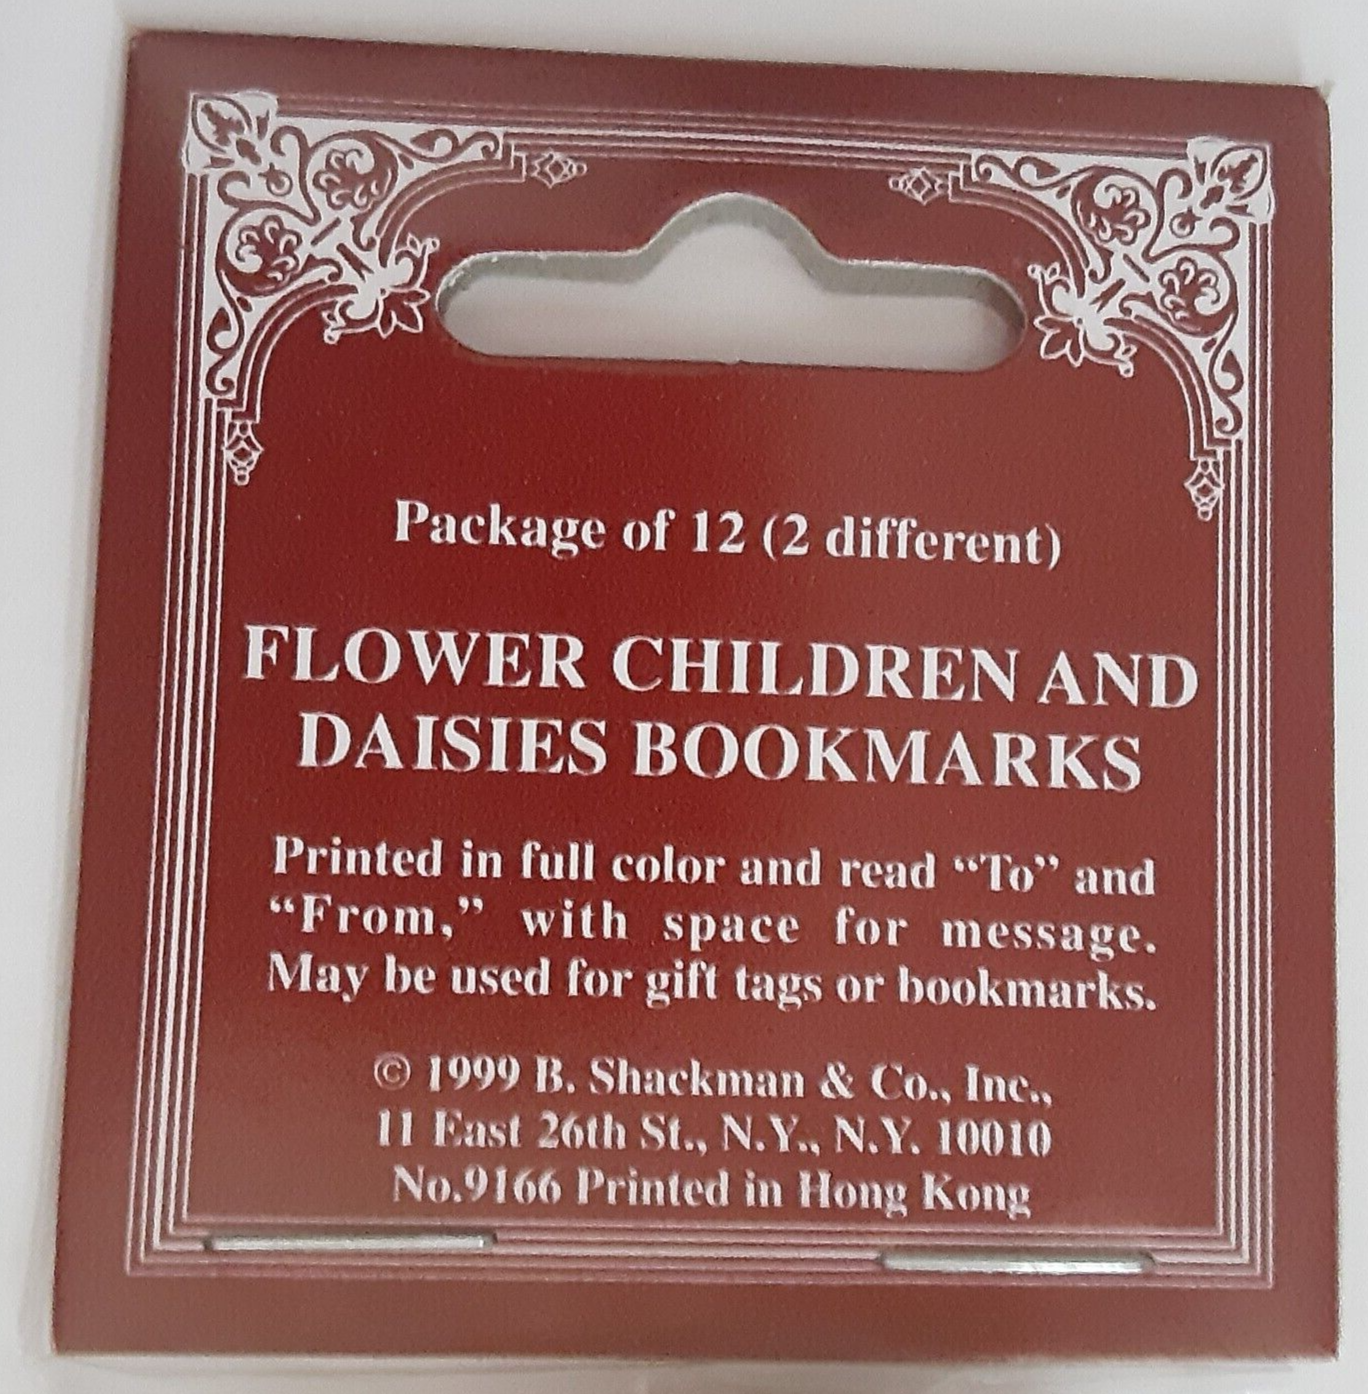 Package of 12 (2 different)
FLOWER CHILDREN AND
DAISIES BOOKMARKS
Printed in full color and read “To” and
“From,” with space for message.
May be used for gift tags or bookmarks.
© 1999 B. Shackman & Co., Inc.,
11 East 26th St., N.Y., N.Y. 10010
No.9166 Printed in Hong Kong